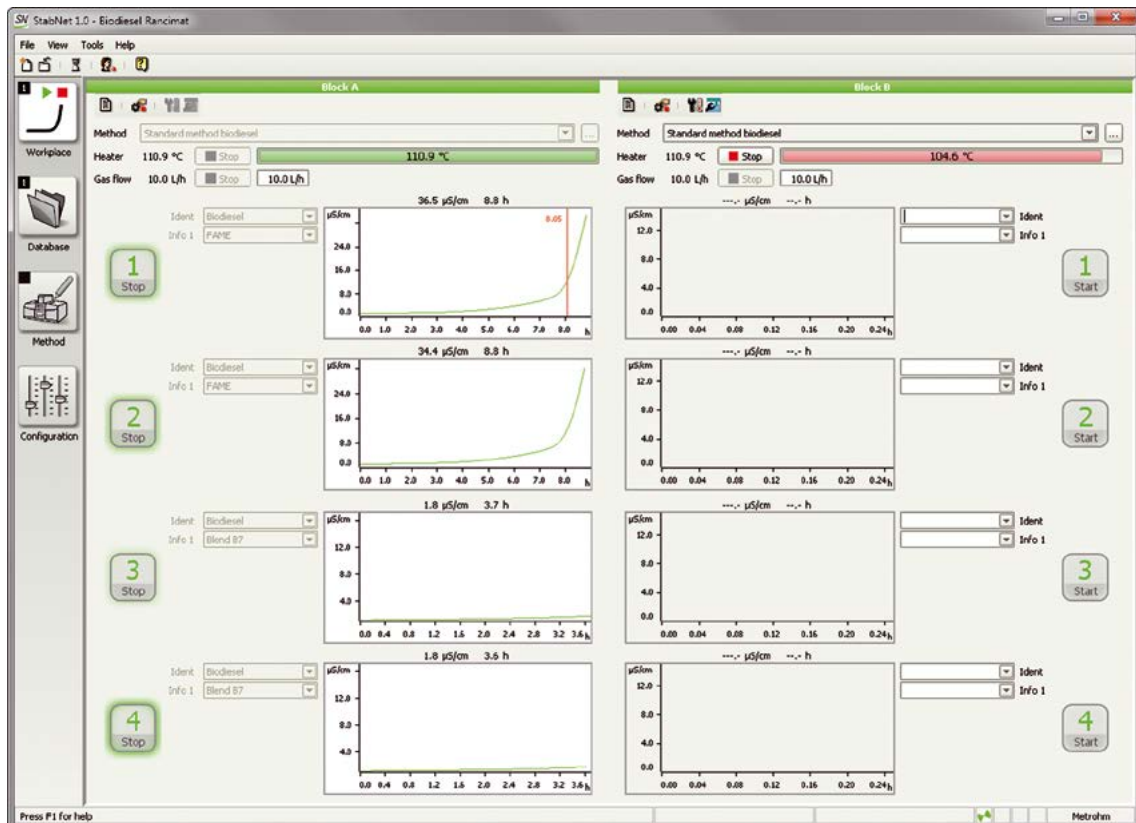 StabNet 1.0 - Biodiesel Rancimat
File View Tools Help
Workplace
Database
Method
Configuration
Block A
Method Standard method biodiesel ...
Heater 110.9 °C Stop 110.9 °C
Gas flow 10.0 L/h Stop 10.0 L/h
36.5 µS/cm 8.8 h
Ident Biodiesel
Info 1 FAME
1
Stop
µS/cm
8.05
24.0
16.0
8.0
0.0
0.0 1.0 2.0 3.0 4.0 5.0 6.0 7.0 8.0 h
34.4 µS/cm 8.8 h
Ident Biodiesel
Info 1 FAME
2
Stop
µS/cm
24.0
16.0
8.0
0.0
0.0 1.0 2.0 3.0 4.0 5.0 6.0 7.0 8.0 h
1.8 µS/cm 3.7 h
Ident Biodiesel
Info 1 Blend B7
3
Stop
µS/cm
12.0
8.0
4.0
0.0 0.4 0.8 1.2 1.6 2.0 2.4 2.8 3.2 3.6 h
1.8 µS/cm 3.6 h
Ident Biodiesel
Info 1 Blend B7
4
Stop
µS/cm
12.0
8.0
4.0
0.0 0.4 0.8 1.2 1.6 2.0 2.4 2.8 3.2 3.6 h
Block B
Method Standard method biodiesel ...
Heater 110.9 °C Stop 104.6 °C
Gas flow 10.0 L/h Stop 10.0 L/h
---.- µS/cm --.- h
µS/cm
12.0
8.0
4.0
0.0
0.00 0.04 0.08 0.12 0.16 0.20 0.24 h
Ident
Info 1
1
Start
---.- µS/cm --.- h
µS/cm
12.0
8.0
4.0
0.0
0.00 0.04 0.08 0.12 0.16 0.20 0.24 h
Ident
Info 1
2
Start
---.- µS/cm --.- h
µS/cm
12.0
8.0
4.0
0.0
0.00 0.04 0.08 0.12 0.16 0.20 0.24 h
Ident
Info 1
3
Start
---.- µS/cm --.- h
µS/cm
12.0
8.0
4.0
0.0
0.00 0.04 0.08 0.12 0.16 0.20 0.24 h
Ident
Info 1
4
Start
Press F1 for help
Metrohm